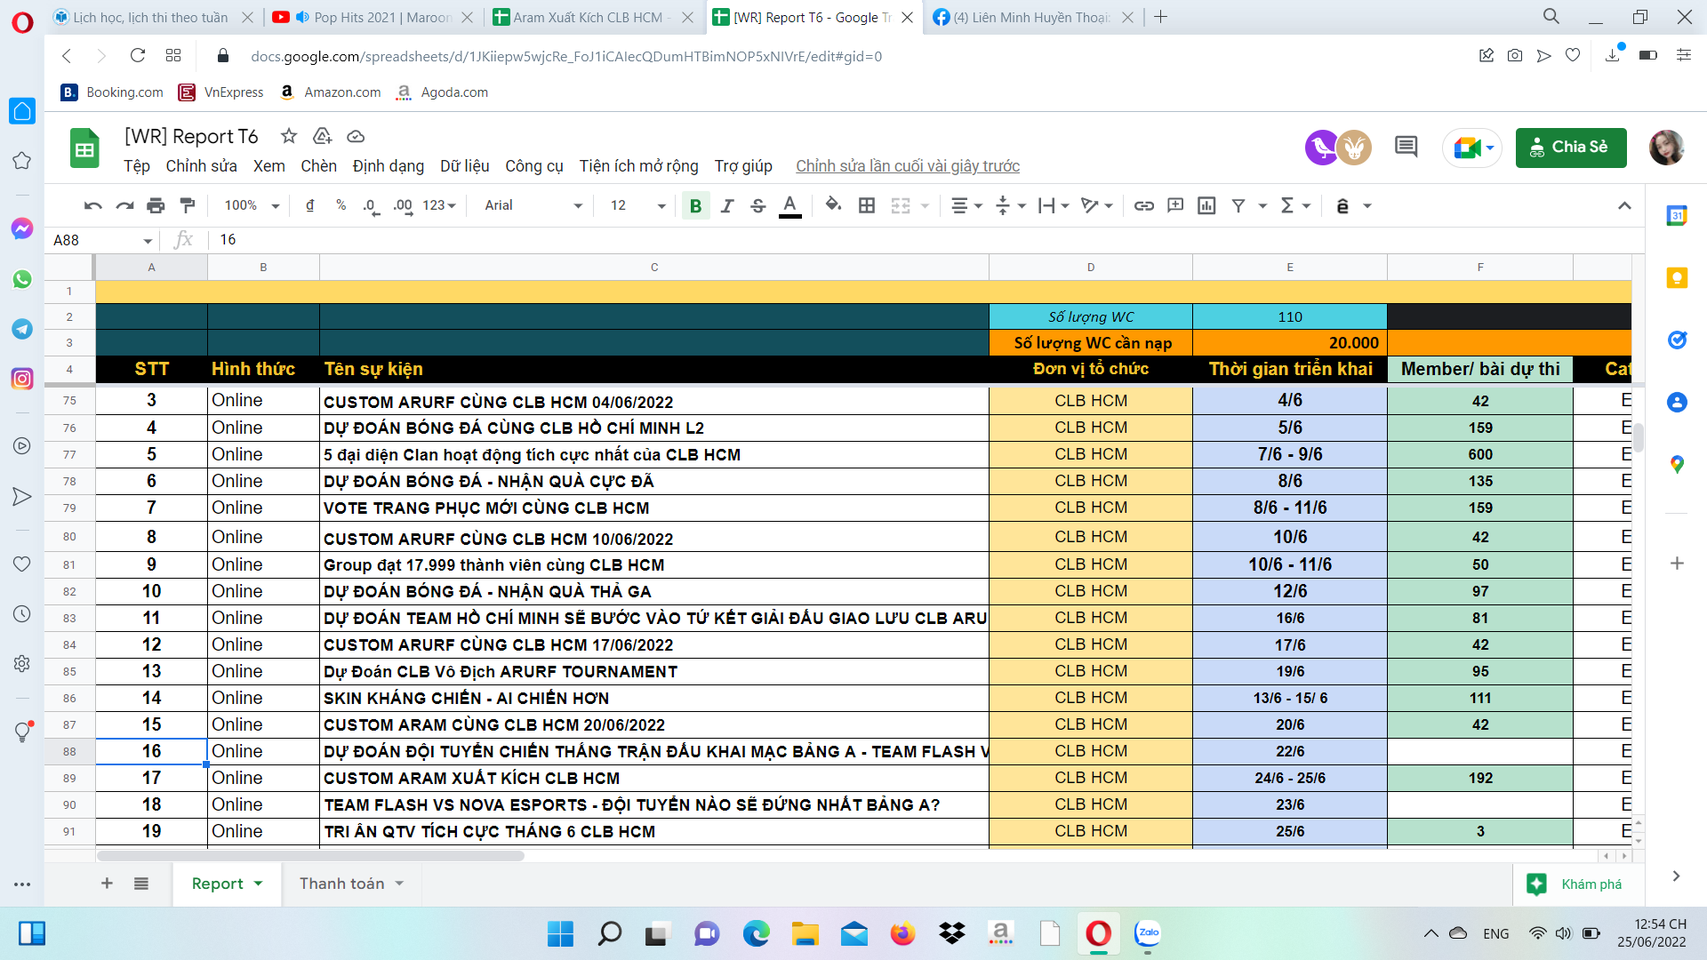 Lịch học, lịch thi theo tuần
Pop Hits 2021 | Maroon
Aram Xuất Kích CLB HCM -
[WR] Report T6 - Google Tr
(4) Liên Minh Huyền Thoại:
docs.google.com/spreadsheets/d/1JKiiepw5wjcRe_FoJ1iCAIecQDumHTBimNOP5xNIVrE/edit#gid=0
B. Booking.com
E VnExpress
a Amazon.com
a Agoda.com
[WR] Report T6
Tệp Chỉnh sửa Xem Chèn Định dạng Dữ liệu Công cụ Tiện ích mở rộng Trợ giúp Chỉnh sửa lần cuối vài giây trước
Chia Sẻ
100% đ % .0 .00 123 Arial 12 B I S A Σ ê
31
A88 fx 16
A B C D E F
1
2 Số lượng WC 110
3 Số lượng WC cần nạp 20.000
4 STT Hình thức Tên sự kiện Đơn vị tổ chức Thời gian triển khai Member/ bài dự thi Cat
75 3 Online CUSTOM ARURF CÙNG CLB HCM 04/06/2022 CLB HCM 4/6 42 E
76 4 Online DỰ ĐOÁN BÓNG ĐÁ CÙNG CLB HỒ CHÍ MINH L2 CLB HCM 5/6 159 E
77 5 Online 5 đại diện Clan hoạt động tích cực nhất của CLB HCM CLB HCM 7/6 - 9/6 600 E
78 6 Online DỰ ĐOÁN BÓNG ĐÁ - NHẬN QUÀ CỰC ĐÃ CLB HCM 8/6 135 E
79 7 Online VOTE TRANG PHỤC MỚI CÙNG CLB HCM CLB HCM 8/6 - 11/6 159 E
80 8 Online CUSTOM ARURF CÙNG CLB HCM 10/06/2022 CLB HCM 10/6 42 E
81 9 Online Group đạt 17.999 thành viên cùng CLB HCM CLB HCM 10/6 - 11/6 50 E
82 10 Online DỰ ĐOÁN BÓNG ĐÁ - NHẬN QUÀ THẢ GA CLB HCM 12/6 97 E
83 11 Online DỰ ĐOÁN TEAM HỒ CHÍ MINH SẼ BƯỚC VÀO TỨ KẾT GIẢI ĐẤU GIAO LƯU CLB ARU CLB HCM 16/6 81 E
84 12 Online CUSTOM ARURF CÙNG CLB HCM 17/06/2022 CLB HCM 17/6 42 E
85 13 Online Dự Đoán CLB Vô Địch ARURF TOURNAMENT CLB HCM 19/6 95 E
86 14 Online SKIN KHÁNG CHIẾN - AI CHIẾN HƠN CLB HCM 13/6 - 15/ 6 111 E
87 15 Online CUSTOM ARAM CÙNG CLB HCM 20/06/2022 CLB HCM 20/6 42 E
88 16 Online DỰ ĐOÁN ĐỘI TUYỂN CHIẾN THẮNG TRẬN ĐẤU KHAI MẠC BẢNG A - TEAM FLASH V CLB HCM 22/6 E
89 17 Online CUSTOM ARAM XUẤT KÍCH CLB HCM CLB HCM 24/6 - 25/6 192 E
90 18 Online TEAM FLASH VS NOVA ESPORTS - ĐỘI TUYỂN NÀO SẼ ĐỨNG NHẤT BẢNG A? CLB HCM 23/6 E
91 19 Online TRI ÂN QTV TÍCH CỰC THÁNG 6 CLB HCM CLB HCM 25/6 3 E
Report
Thanh toán
Khám phá
a
Zalo
ENG
12:54 CH
25/06/2022